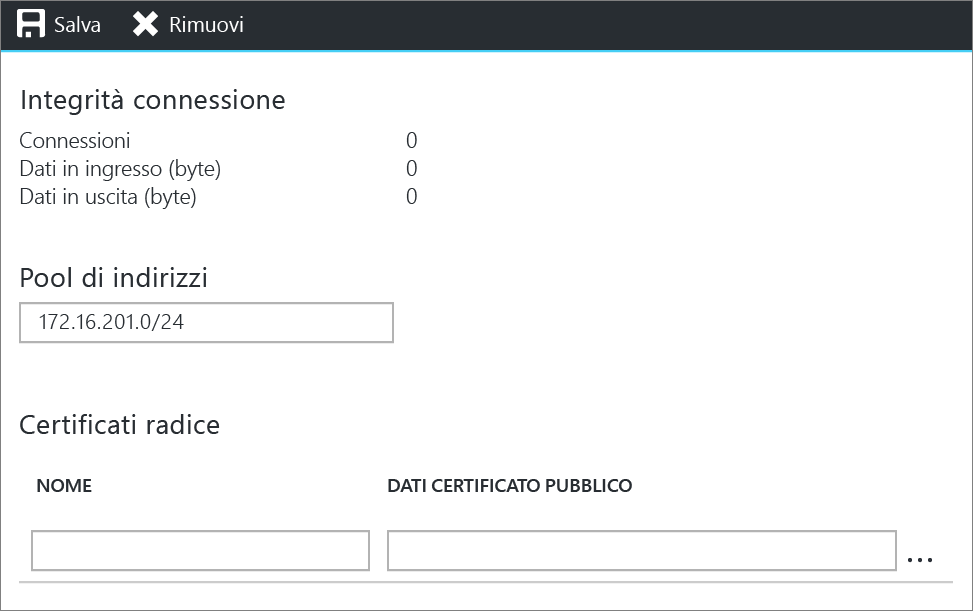 Salva Rimuovi
Integrità connessione
Connessioni 0
Dati in ingresso (byte) 0
Dati in uscita (byte) 0
Pool di indirizzi
172.16.201.0/24
Certificati radice
NOME DATI CERTIFICATO PUBBLICO
...